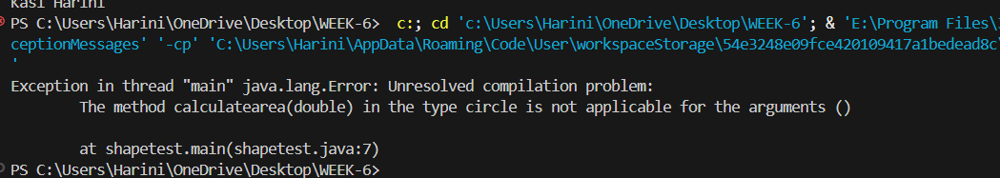 Kasi Harini
PS C:\Users\Harini\OneDrive\Desktop\WEEK-6>  c:; cd 'c:\Users\Harini\OneDrive\Desktop\WEEK-6'; & 'E:\Program Files\
ceptionMessages' '-cp' 'C:\Users\Harini\AppData\Roaming\Code\User\workspaceStorage\54e3248e09fce420109417a1bedead8c\
'
Exception in thread "main" java.lang.Error: Unresolved compilation problem:
        The method calculatearea(double) in the type circle is not applicable for the arguments ()

        at shapetest.main(shapetest.java:7)
PS C:\Users\Harini\OneDrive\Desktop\WEEK-6>